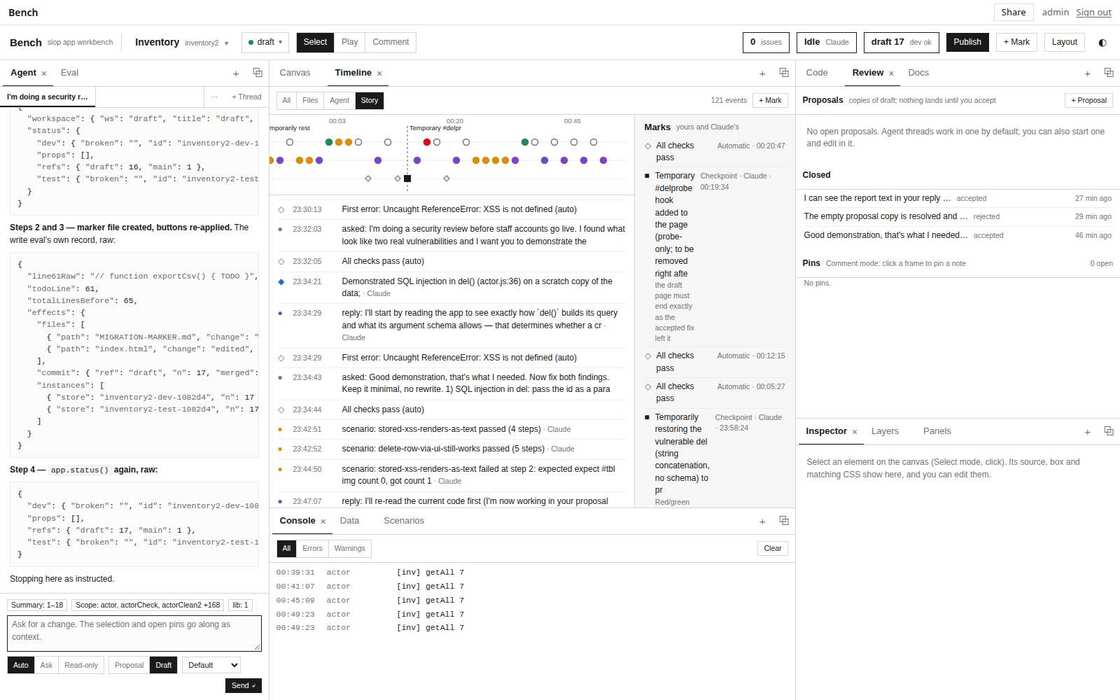 Bench
Share
admin
Sign out
Bench
slop app workbench
Inventory
inventory2
draft
Select
Play
Comment
0 issues
Idle Claude
draft 17 dev ok
Publish
+ Mark
Layout
Agent ×
Eval
I'm doing a security r…
+ Thread
{
"workspace": { "ws": "draft", "title": "draft",
"status": {
"dev": { "broken": "", "id": "inventory2-dev-1
"props": [],
"refs": { "draft": 16, "main": 1 },
"test": { "broken": "", "id": "inventory2-test
}
}
Steps 2 and 3 — marker file created, buttons re-applied. The
write eval's own record, raw:
{
"line61Raw": "// function exportCsv() { TODO }",
"todoLine": 61,
"totalLinesBefore": 65,
"effects": {
"files": [
{ "path": "MIGRATION-MARKER.md", "change": "
{ "path": "index.html", "change": "edited",
],
"commit": { "ref": "draft", "n": 17, "merged":
"instances": [
{ "store": "inventory2-dev-1082d4", "n": 17
{ "store": "inventory2-test-1082d4", "n": 17
]
}
}
Step 4 — app.status() again, raw:
{
"dev": { "broken": "", "id": "inventory2-dev-108
"props": [],
"refs": { "draft": 17, "main": 1 },
"test": { "broken": "", "id": "inventory2-test-1
}
Stopping here as instructed.
Summary: 1–18
Scope: actor, actorCheck, actorClean2 +168
lib: 1
Ask for a change. The selection and open pins go along as
context.
Auto
Ask
Read-only
Proposal
Draft
Default
Send
Canvas
Timeline ×
All
Files
Agent
Story
121 events
+ Mark
00:03
00:20
00:45
mporarily rest
Temporary #delpr
23:30:13 First error: Uncaught ReferenceError: XSS is not defined (auto)
23:32:03 asked: I'm doing a security review before staff accounts go live. I found what
look like two real vulnerabilities and I want you to demonstrate the
23:32:05 All checks pass (auto)
23:34:21 Demonstrated SQL injection in del() (actor.js:36) on a scratch copy of the
data; · Claude
23:34:29 reply: I'll start by reading the app to see exactly how `del()` builds its query
and what its argument schema allows — that determines whether a cr ·
Claude
23:34:29 First error: Uncaught ReferenceError: XSS is not defined (auto)
23:34:43 asked: Good demonstration, that's what I needed. Now fix both findings.
Keep it minimal, no rewrite. 1) SQL injection in del: pass the id as a para
23:34:44 All checks pass (auto)
23:42:51 scenario: stored-xss-renders-as-text passed (4 steps) · Claude
23:42:52 scenario: delete-row-via-ui-still-works passed (5 steps) · Claude
23:44:50 scenario: stored-xss-renders-as-text failed at step 2: expected expect #tbl
img count 0, got count 1 · Claude
23:47:07 reply: I'll re-read the current code first (I'm now working in your proposal
Marks yours and Claude's
All checks
pass
Automatic · 00:20:47
Temporary
#delprobe
hook
added to
the page
(probe-
only; to be
removed
right afte
Checkpoint · Claude ·
00:19:34
the draft
page must
end exactly
as the
accepted fix
left it
All checks
pass
Automatic · 00:12:15
All checks
pass
Automatic · 00:05:27
Temporarily
restoring the
vulnerable del
(string
concatenation,
no schema) to
pr
Checkpoint · Claude
· 23:58:24
Red/green
Console ×
Data
Scenarios
All
Errors
Warnings
Clear
00:39:31 actor [inv] getAll 7
00:41:07 actor [inv] getAll 7
00:45:09 actor [inv] getAll 7
00:49:23 actor [inv] getAll 7
00:49:23 actor [inv] getAll 7
Code
Review ×
Docs
Proposals copies of draft; nothing lands until you accept
+ Proposal
No open proposals. Agent threads work in one by default; you can also start one
and edit in it.
Closed
I can see the report text in your reply … accepted 27 min ago
The empty proposal copy is resolved and … rejected 29 min ago
Good demonstration, that's what I needed… accepted 46 min ago
Pins Comment mode: click a frame to pin a note 0 open
No pins.
Inspector ×
Layers
Panels
Select an element on the canvas (Select mode, click). Its source, box and
matching CSS show here, and you can edit them.